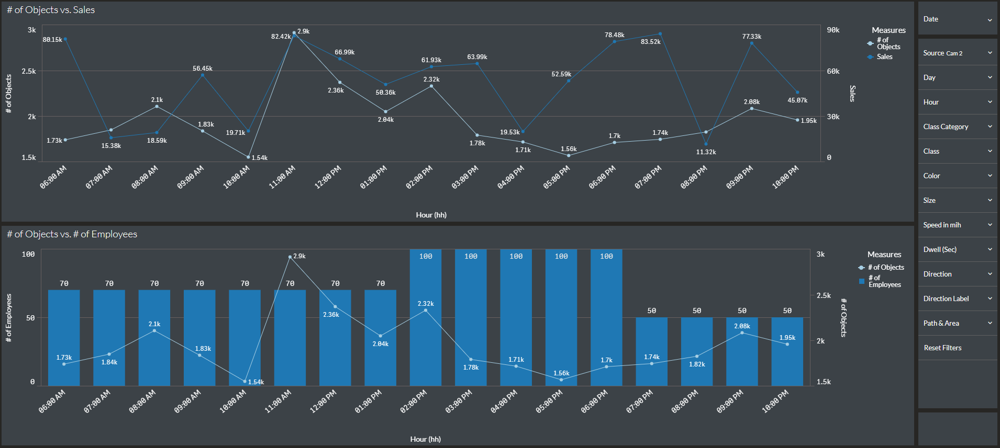 # of Objects vs. Sales
3k
2.5k
2k
1.5k
# of Objects
90k
60k
30k
0
Sales
80.15k
15.38k
18.59k
56.45k
19.71k
82.42k
66.99k
50.36k
61.93k
63.99k
19.53k
52.59k
78.48k
83.52k
11.32k
77.33k
45.07k
1.73k
2.1k
1.83k
1.54k
2.9k
2.36k
2.04k
2.32k
1.78k
1.71k
1.56k
1.7k
1.74k
2.08k
1.95k
06:00 AM
07:00 AM
08:00 AM
09:00 AM
10:00 AM
11:00 AM
12:00 PM
01:00 PM
02:00 PM
03:00 PM
04:00 PM
05:00 PM
06:00 PM
07:00 PM
08:00 PM
09:00 PM
10:00 PM
Hour (hh)
Measures
# of
Objects
Sales
# of Objects vs. # of Employees
100
50
0
# of Employees
3k
2.5k
2k
1.5k
# of Objects
70
70
70
70
70
70
70
70
100
100
100
100
100
50
50
50
50
1.73k
1.84k
2.1k
1.83k
1.54k
2.9k
2.36k
2.04k
2.32k
1.78k
1.71k
1.56k
1.7k
1.74k
1.82k
2.08k
1.95k
06:00 AM
07:00 AM
08:00 AM
09:00 AM
10:00 AM
11:00 AM
12:00 PM
01:00 PM
02:00 PM
03:00 PM
04:00 PM
05:00 PM
06:00 PM
07:00 PM
08:00 PM
09:00 PM
10:00 PM
Hour (hh)
Measures
# of Objects
# of
Employees
Date
Source Cam 2
Day
Hour
Class Category
Class
Color
Size
Speed in mih
Dwell (Sec)
Direction
Direction Label
Path & Area
Reset Filters